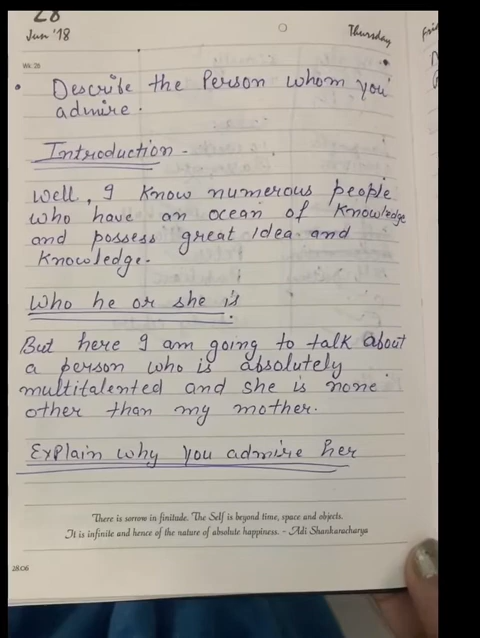 28
Jun '18
Thursday
Wk: 26
• Describe the Person whom you
admire.
Introduction -
Well, I know numerous people
who have an ocean of knowledge
and possess great Idea and
knowledge.
Who he or she is.
But here I am going to talk about
a person who is absolutely
multitalented and she is none
other than my mother.
Explain why you admire her
There is sorrow in finitude. The Self is beyond time, space and objects.
It is infinite and hence of the nature of absolute happiness. - Adi Shankaracharya
28.06